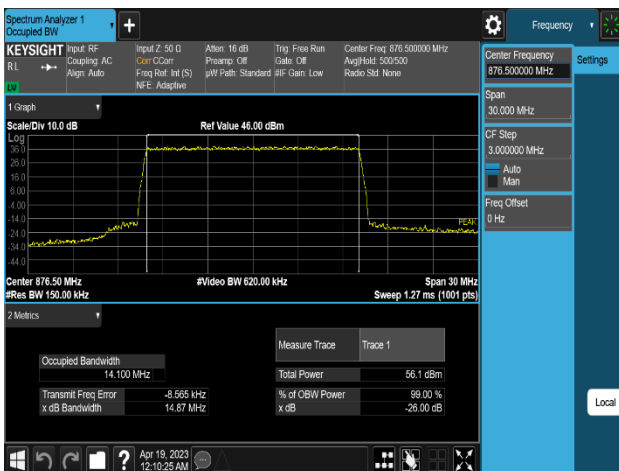 Spectrum Analyzer 1
Occupied BW
Frequency
KEYSIGHT
RL
LW
Input: RF
Coupling: AC
Align: Auto
Input Z: 50 Ω
Corr CCorr
Freq Ref: Int (S)
NFE: Adaptive
Atten: 16 dB
Preamp: Off
µW Path: Standard
Trig: Free Run
Gate: Off
#IF Gain: Low
Center Freq: 876.500000 MHz
Avg|Hold: 500/500
Radio Std: None
Center Frequency
876.500000 MHz
Settings
Span
30.000 MHz
CF Step
3.000000 MHz
Auto
Man
Freq Offset
0 Hz
Local
1 Graph
Scale/Div 10.0 dB
Ref Value 46.00 dBm
Log
36.0
26.0
16.0
6.00
-4.00
-14.0
-24.0
-34.0
-44.0
PEAK
Center 876.50 MHz
#Video BW 620.00 kHz
Span 30 MHz
#Res BW 150.00 kHz
Sweep 1.27 ms (1001 pts)
2 Metrics
Measure Trace
Trace 1
Occupied Bandwidth
14.100 MHz
Total Power
56.1 dBm
Transmit Freq Error
-8.565 kHz
% of OBW Power
99.00 %
x dB Bandwidth
14.87 MHz
x dB
-26.00 dB
?
Apr 19, 2023
12:10:25 AM